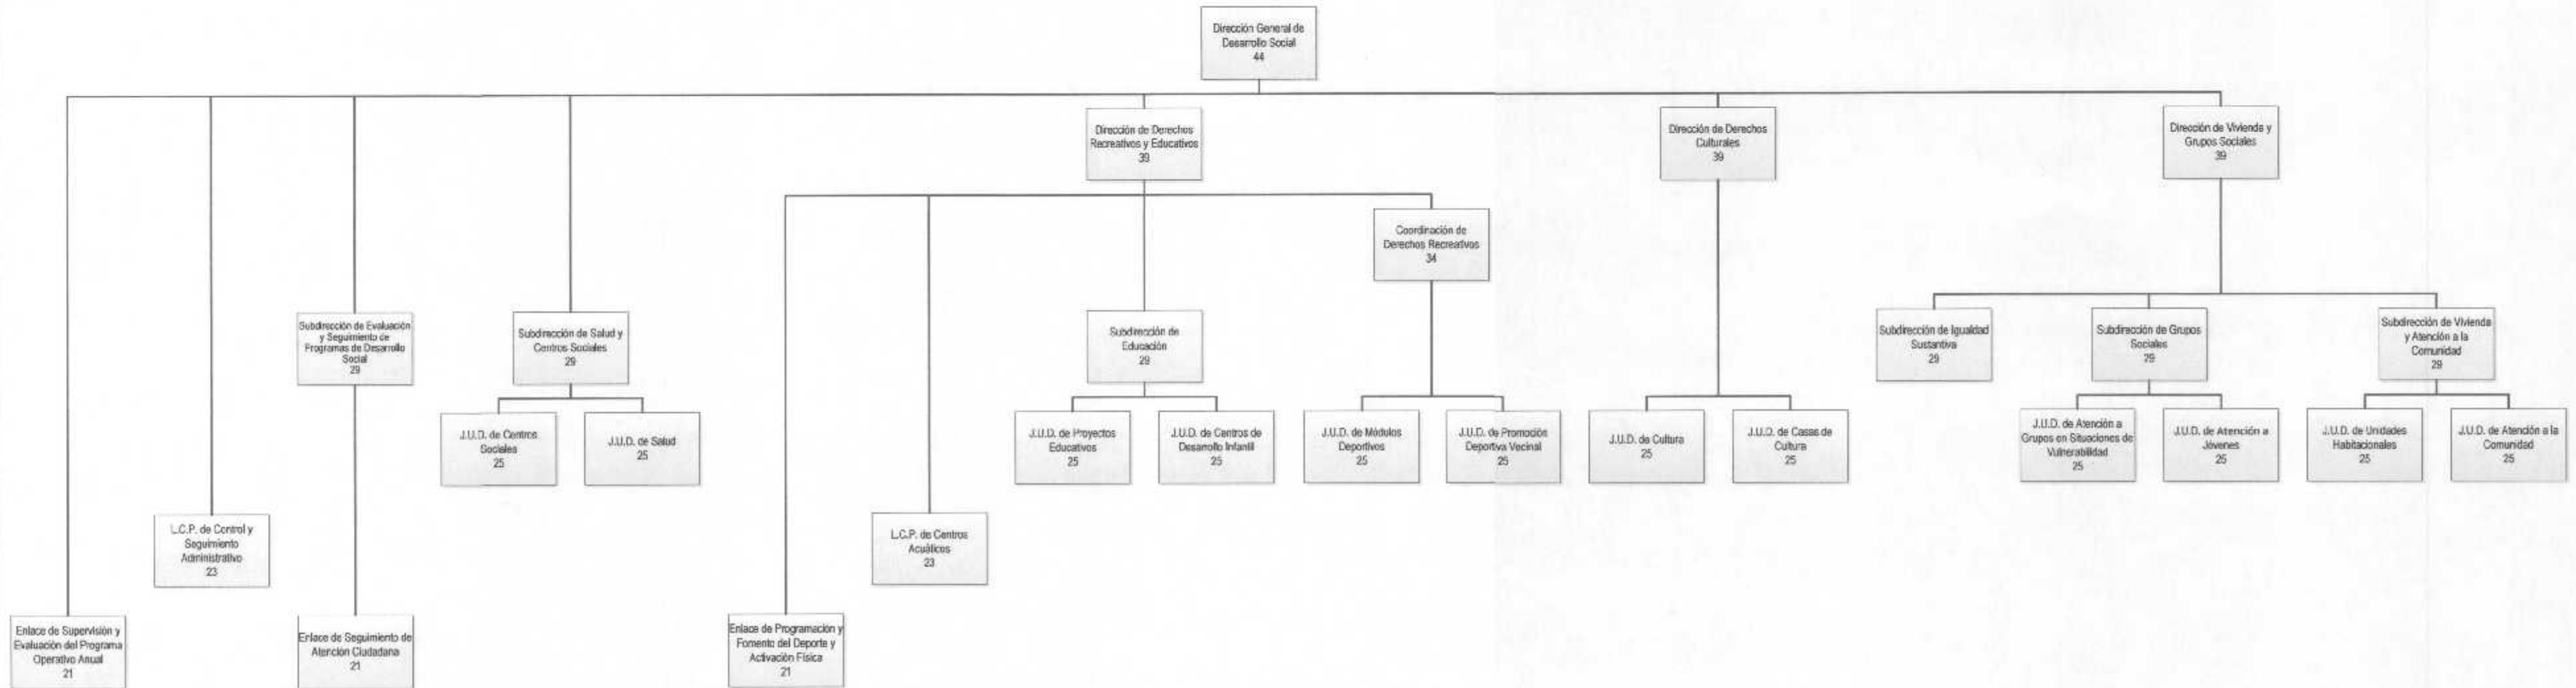 Dirección General de
Desarrollo Social
44
Dirección de Derechos
Recreativos y Educativos
39
Dirección de Derechos
Culturales
39
Dirección de Vivienda y
Grupos Sociales
39
Coordinación de
Derechos Recreativos
34
Subdirección de Evaluación
y Seguimiento de
Programas de Desarrollo
Social
29
Subdirección de Salud y
Centros Sociales
29
Subdirección de
Educación
29
Subdirección de Igualdad
Sustantiva
29
Subdirección de Grupos
Sociales
29
Subdirección de Vivienda
y Atención a la
Comunidad
29
J.U.D. de Centros
Sociales
25
J.U.D. de Salud
25
J.U.D. de Proyectos
Educativos
25
J.U.D. de Centros de
Desarrollo Infantil
25
J.U.D. de Módulos
Deportivos
25
J.U.D. de Promoción
Deportiva Vecinal
25
J.U.D. de Cultura
25
J.U.D. de Casas de
Cultura
25
J.U.D. de Atención a
Grupos en Situaciones de
Vulnerabilidad
25
J.U.D. de Atención a
Jóvenes
25
J.U.D. de Unidades
Habitacionales
25
J.U.D. de Atención a la
Comunidad
25
L.C.P. de Control y
Seguimiento
Administrativo
23
L.C.P. de Centros
Acuáticos
23
Enlace de Supervisión y
Evaluación del Programa
Operativo Anual
21
Enlace de Seguimiento de
Atención Ciudadana
21
Enlace de Programación y
Fomento del Deporte y
Activación Física
21